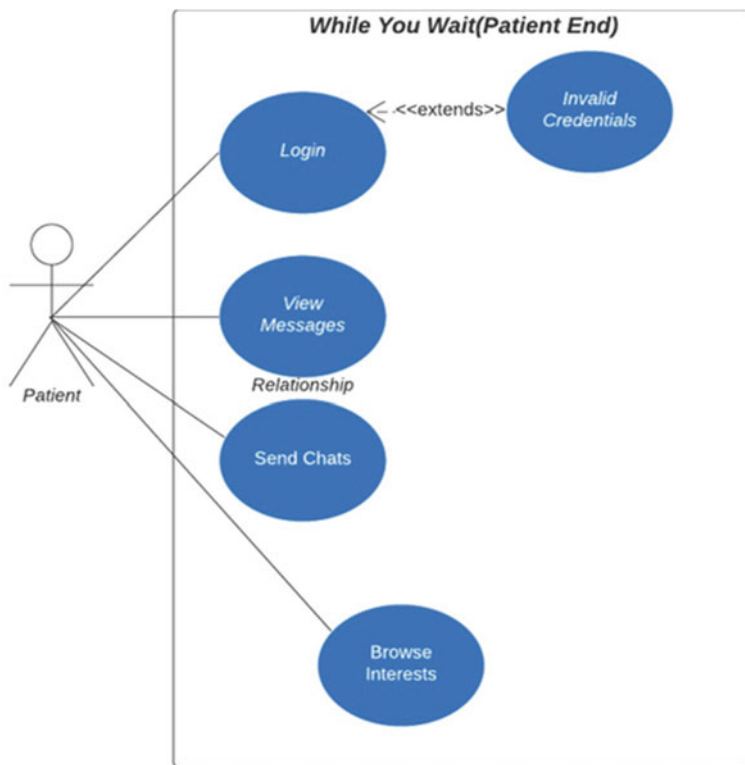 While You Wait(Patient End)
Login
<<extends>>
Invalid
Credentials
View
Messages
Relationship
Patient
Send Chats
Browse
Interests